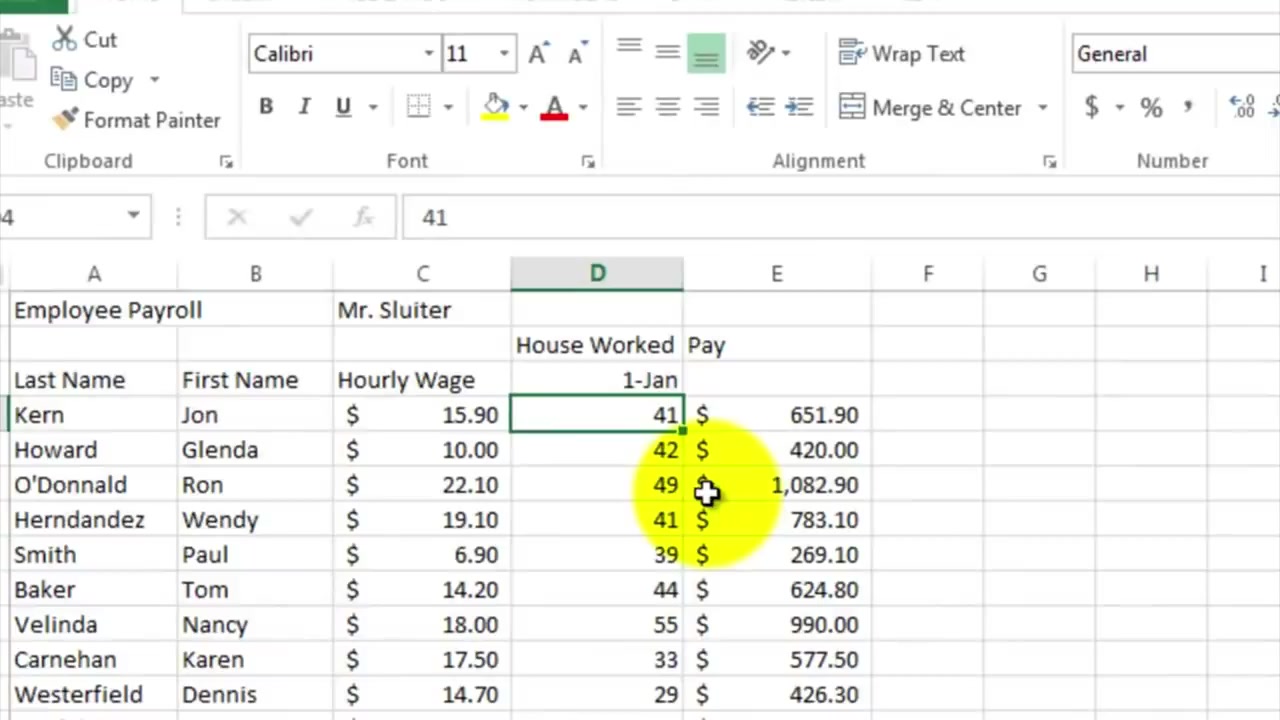 Cut
Calibri 11 A A Wrap Text General
Copy
B I U A Merge & Center $ % , .00
Format Painter
Clipboard Font Alignment Number
4 fx 41
A B C D E F G H I
Employee Payroll Mr. Sluiter
House Worked Pay
Last Name First Name Hourly Wage 1-Jan
Kern Jon $ 15.90 41 $ 651.90
Howard Glenda $ 10.00 42 $ 420.00
O'Donnald Ron $ 22.10 49 $ 1,082.90
Herndandez Wendy $ 19.10 41 $ 783.10
Smith Paul $ 6.90 39 $ 269.10
Baker Tom $ 14.20 44 $ 624.80
Velinda Nancy $ 18.00 55 $ 990.00
Carnehan Karen $ 17.50 33 $ 577.50
Westerfield Dennis $ 14.70 29 $ 426.30